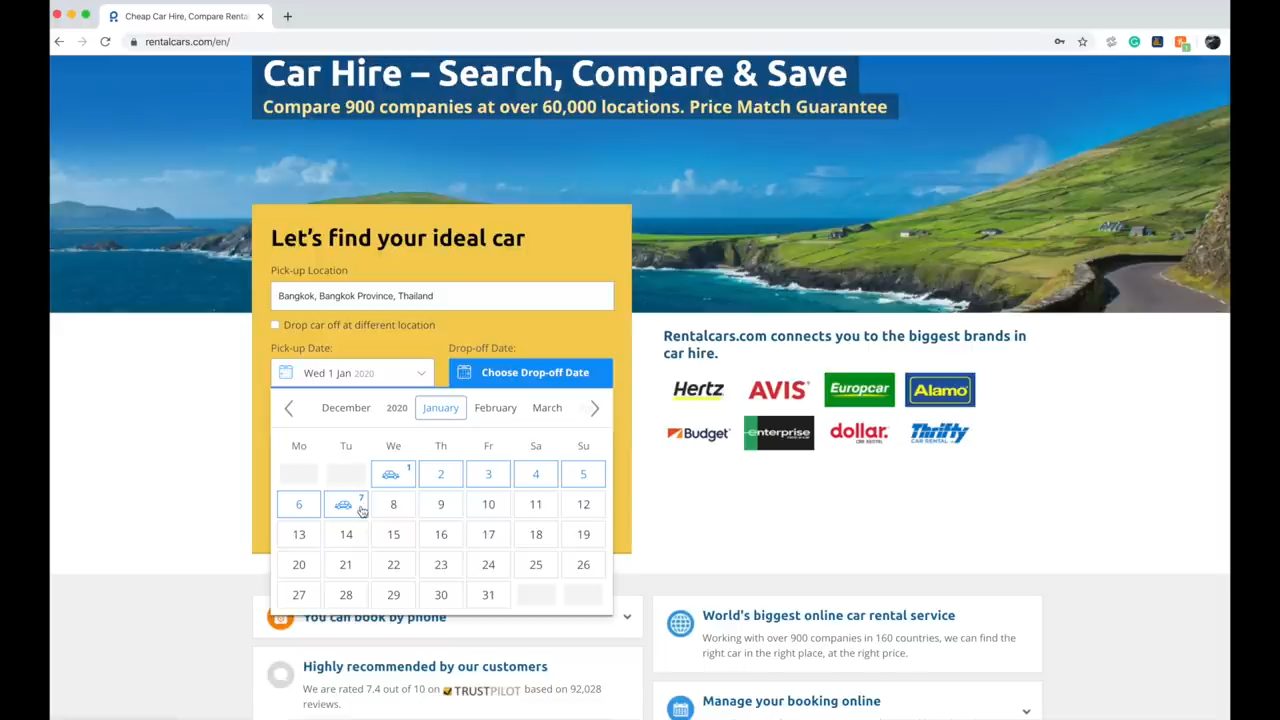 Cheap Car Hire, Compare Renta
rentalcars.com/en/
Car Hire – Search, Compare & Save
Compare 900 companies at over 60,000 locations. Price Match Guarantee
Let's find your ideal car
Pick-up Location
Bangkok, Bangkok Province, Thailand
Drop car off at different location
Pick-up Date:
Drop-off Date:
Wed 1 Jan 2020
Choose Drop-off Date
December 2020 January February March
Mo Tu We Th Fr Sa Su
1 2 3 4 5
6 7 8 9 10 11 12
13 14 15 16 17 18 19
20 21 22 23 24 25 26
27 28 29 30 31
Rentalcars.com connects you to the biggest brands in
car hire.
Hertz AVIS Europcar Alamo
Budget enterprise dollar. Thrifty
You can book by phone
Highly recommended by our customers
We are rated 7.4 out of 10 on TRUSTPILOT based on 92,028
reviews.
World's biggest online car rental service
Working with over 900 companies in 160 countries, we can find the
right car in the right place, at the right price.
Manage your booking online